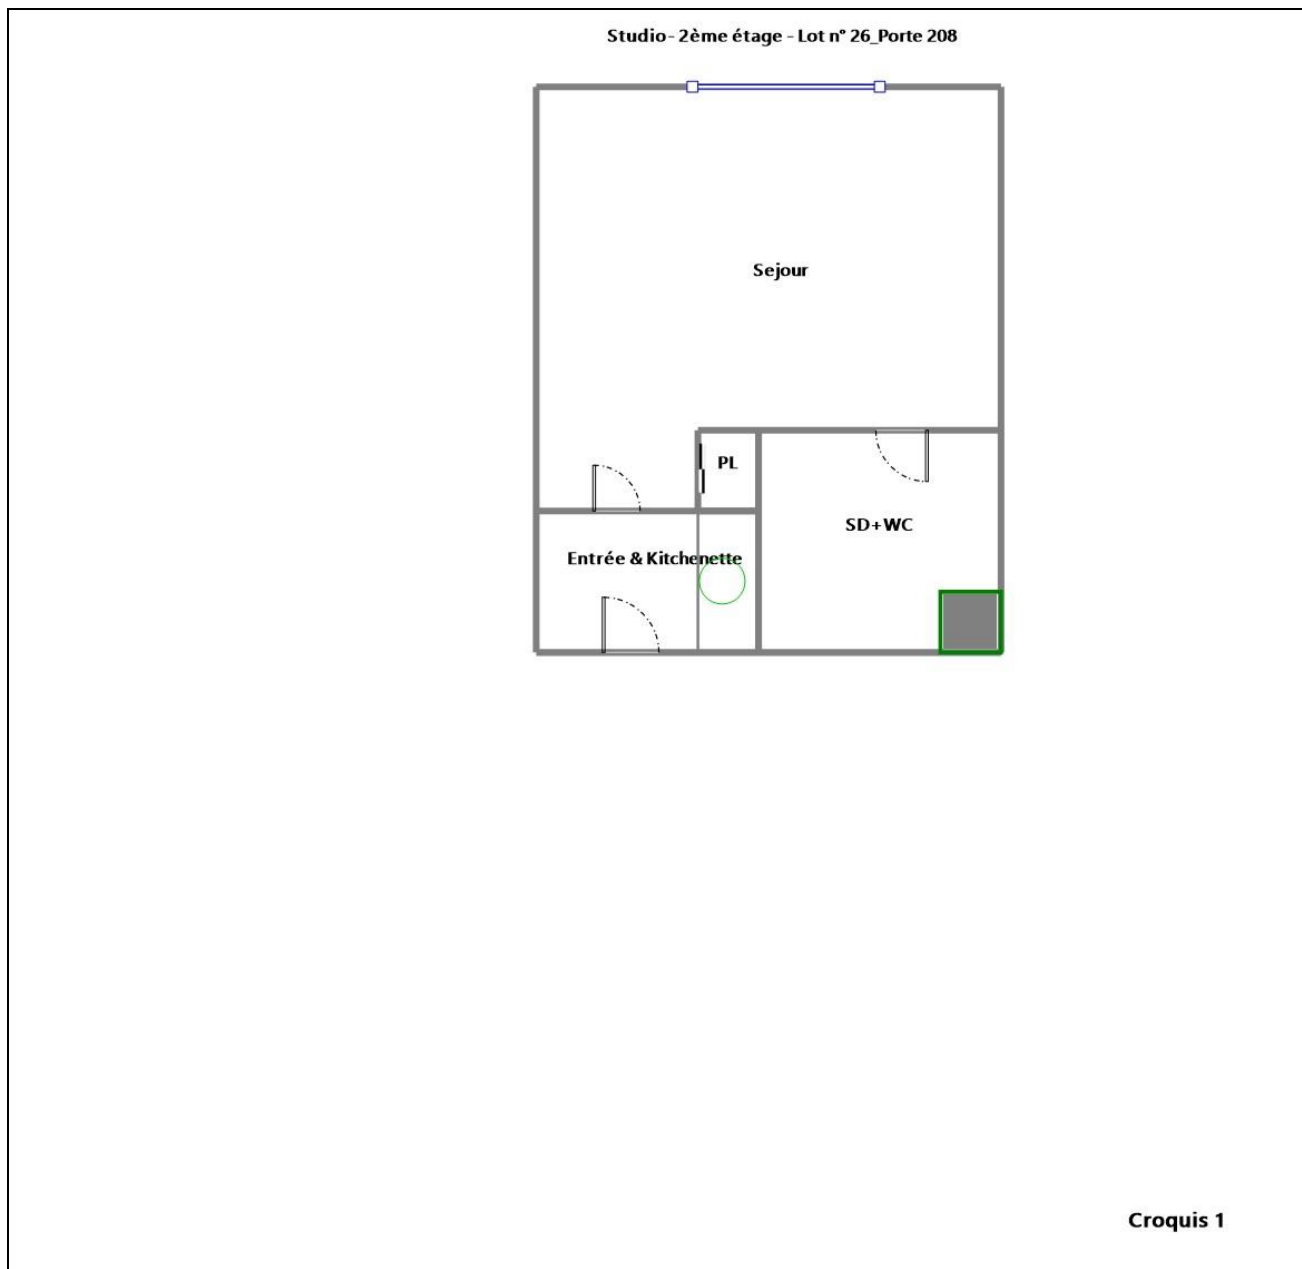 Studio- 2ème étage - Lot n° 26_Porte 208
Sejour
PL
SD+WC
Entrée & Kitchenette
Croquis 1